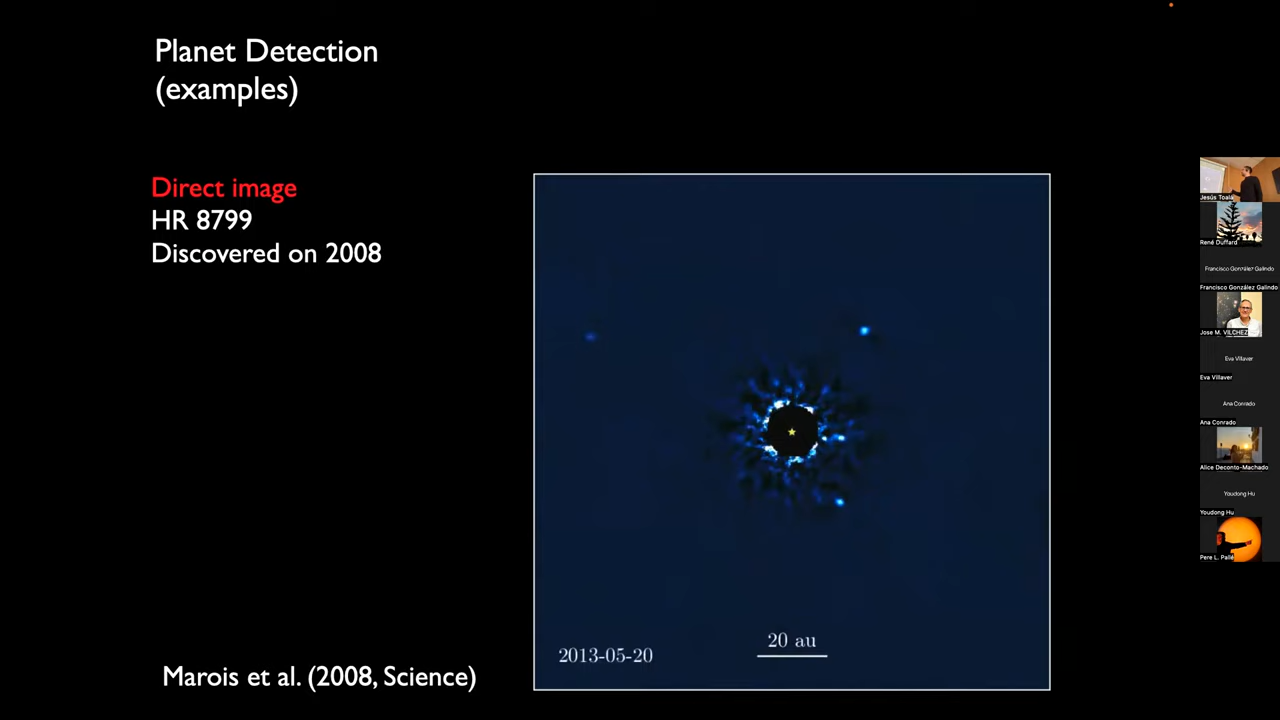 Planet Detection
(examples)
Direct image
HR 8799
Discovered on 2008
2013-05-20
20 au
Marois et al. (2008, Science)
Jesús Toalá
René Duffard
Francisco González Galindo
Francisco González Galindo
Jose M. VILCHEZ
Eva Villaver
Eva Villaver
Ana Conrado
Ana Conrado
Alice Deconto-Machado
Youdong Hu
Youdong Hu
Pere L. Pallé